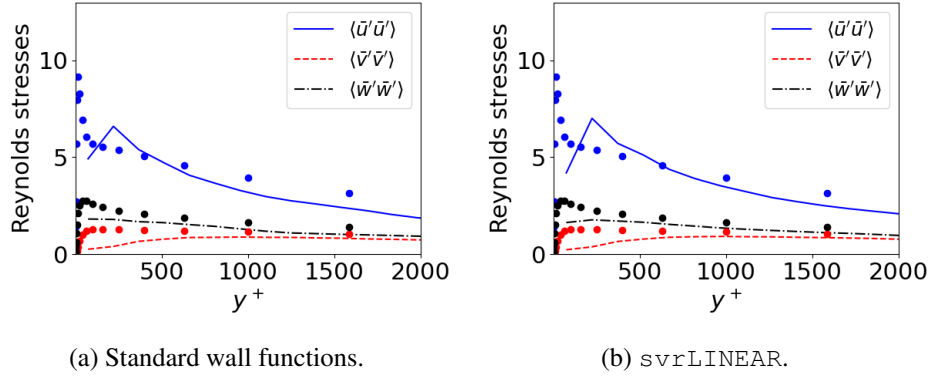 Reynolds stresses
10
5
0
500
1000
1500
2000
y⁺
⟨ū′ū′⟩
⟨v̄′v̄′⟩
⟨w̄′w̄′⟩
(a) Standard wall functions.
Reynolds stresses
10
5
0
500
1000
1500
2000
y⁺
⟨ū′ū′⟩
⟨v̄′v̄′⟩
⟨w̄′w̄′⟩
(b) svrLINEAR.